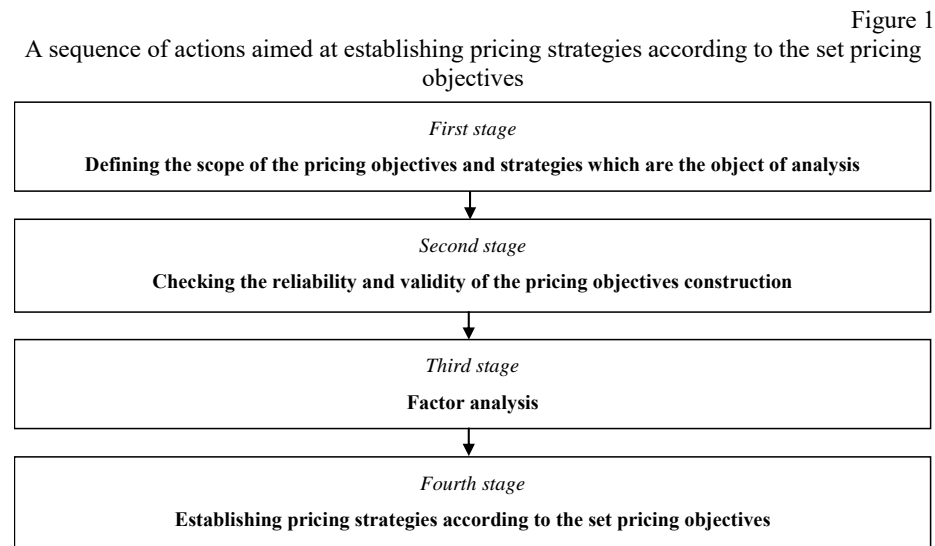 Figure 1
A sequence of actions aimed at establishing pricing strategies according to the set pricing
objectives
First stage
Defining the scope of the pricing objectives and strategies which are the object of analysis
Second stage
Checking the reliability and validity of the pricing objectives construction
Third stage
Factor analysis
Fourth stage
Establishing pricing strategies according to the set pricing objectives